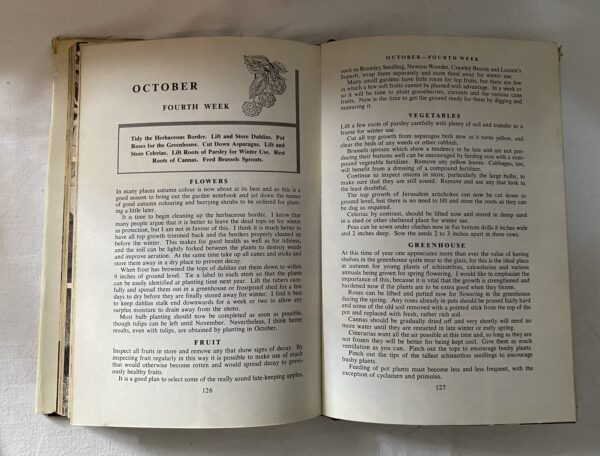 OCTOBER
FOURTH WEEK
Tidy the Herbaceous Border. Lift and Store Dahlias. Pot
Roses for the Greenhouse. Cut Down Asparagus. Lift and
Store Celeriac. Lift Roots of Parsley for Winter Use. Rest
Roots of Cannas. Feed Brussels Sprouts.
FLOWERS
In many places autumn colour is now about at its best and so this is a
good season to bring out the garden notebook and jot down the names
of good autumn colouring and berrying shrubs to be ordered for plant-
ing a little later.
It is time to begin cleaning up the herbaceous border. I know that
many people argue that it is better to leave the dead top on for winter
as protection, but I am not in favour of this. I think it is much better to
have all top growth trimmed back and the borders properly cleaned up
before the winter. This makes for good health as well as for tidiness,
and the soil can be lightly forked between the plants to destroy weeds
and improve aeration. At the same time take up all canes and sticks and
store them away in a dry place to prevent decay.
When frost has browned the tops of dahlias cut them down to within
9 inches of ground level. Tie a label to each stem so that the plants
can be easily identified at planting time next year. Lift the tubers care-
fully and spread them out in a greenhouse or frostproof shed for a few
days to dry before they are finally stored away for winter. I find it best
to keep dahlias stalk end downwards for a week or two to allow any
surplus moisture to drain away from the stems.
Most bulb planting should now be completed as soon as possible,
though tulips can be left until November. Nevertheless, I think better
results, even with tulips, are obtained by planting in October.
FRUIT
Inspect all fruits in store and remove any that show signs of decay. By
inspecting fruit regularly in this way it is possible to make use of much
that would otherwise become rotten and would spread decay to previ-
ously healthy fruits.
It is a good plan to select some of the really sound late-keeping apples,
126
OCTOBER—FOURTH WEEK
such as Bramley Seedling, Newton Wonder, Crawley Beauty and Laxton's
Superb, wrap them separately and store them away for winter use.
Many small gardens have little room for top fruits, but there are few
in which a few soft fruits cannot be planted with advantage. In a week or
so it will be time to plant gooseberries, currants and the various cane
fruits. Now is the time to get the ground ready for them by digging and
manuring it.
VEGETABLES
Lift a few roots of parsley carefully with plenty of soil and transfer to a
frame for winter use.
Cut all top growth from asparagus beds now as it turns yellow, and
clear the beds of any weeds or other rubbish.
Brussels sprouts which show a tendency to be late and are not pro-
ducing their buttons well can be encouraged by feeding now with a com-
pound vegetable fertilizer. Remove any yellow leaves. Cabbages, too,
will benefit from a dressing of a compound fertilizer.
Continue to inspect onions in store, particularly the large bulbs, to
make sure that they are still sound. Remove and use any that look in
the least doubtful.
The top growth of Jerusalem artichokes can now be cut down to
ground level, but there is no need to lift and store the roots as they can
be dug as required.
Celeriac by contrast, should be lifted now and stored in damp sand
in a shed or other sheltered place for winter use.
Peas can be sown under cloches now in flat bottom drills 8 inches wide
and 2 inches deep. Sow the seeds 2 to 3 inches apart in three rows.
GREENHOUSE
At this time of year one appreciates more than ever the value of having
shelves in the greenhouse quite near to the glass, for this is the ideal place
in autumn for young plants of schizanthus, calceolarias and various
annuals being grown for spring flowering. I would like to emphasise the
importance of this, because it is vital that the growth is strengthened and
hardened now if the plants are to be extra good when they bloom.
Roses can be lifted and potted now for flowering in the greenhouse
during the spring. Any roses already in pots should be pruned fairly hard
and some of the old soil removed with a pointed stick from the top of the
pot and replaced with fresh, rather rich soil.
Cannas should be gradually dried off and very shortly will need no
more water until they are restarted in late winter or early spring.
Cinerarias want all the air possible at this time and, so long as they are
not frozen they will be better for being kept cool. Give them as much
ventilation as you can. Pinch out the tops to encourage bushy plants.
Pinch out the tips of the tallest schizanthus seedlings to encourage
bushy plants.
Feeding of pot plants must become less and less frequent, with the
exception of cyclamen and primulas.
127